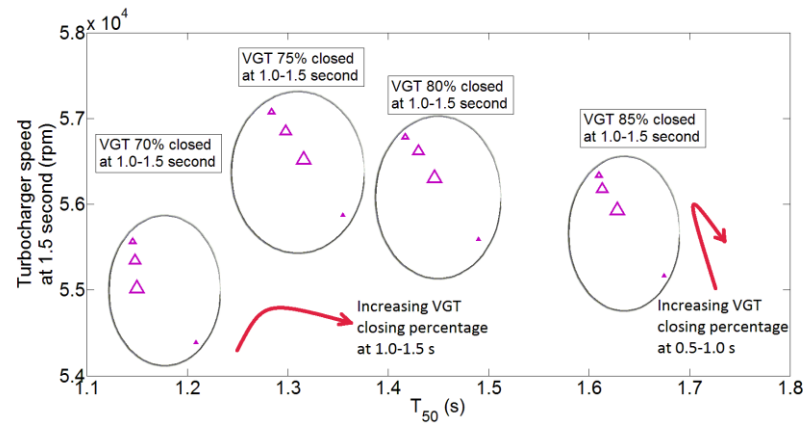 5.8 x 10⁴
5.7
5.6
5.5
5.4
Turbocharger speed
at 1.5 second (rpm)
VGT 70% closed
at 1.0-1.5 second
VGT 75% closed
at 1.0-1.5 second
VGT 80% closed
at 1.0-1.5 second
VGT 85% closed
at 1.0-1.5 second
Increasing VGT
closing percentage
at 1.0-1.5 s
Increasing VGT
closing percentage
at 0.5-1.0 s
1.1 1.2 1.3 1.4 1.5 1.6 1.7 1.8
T₅₀ (s)